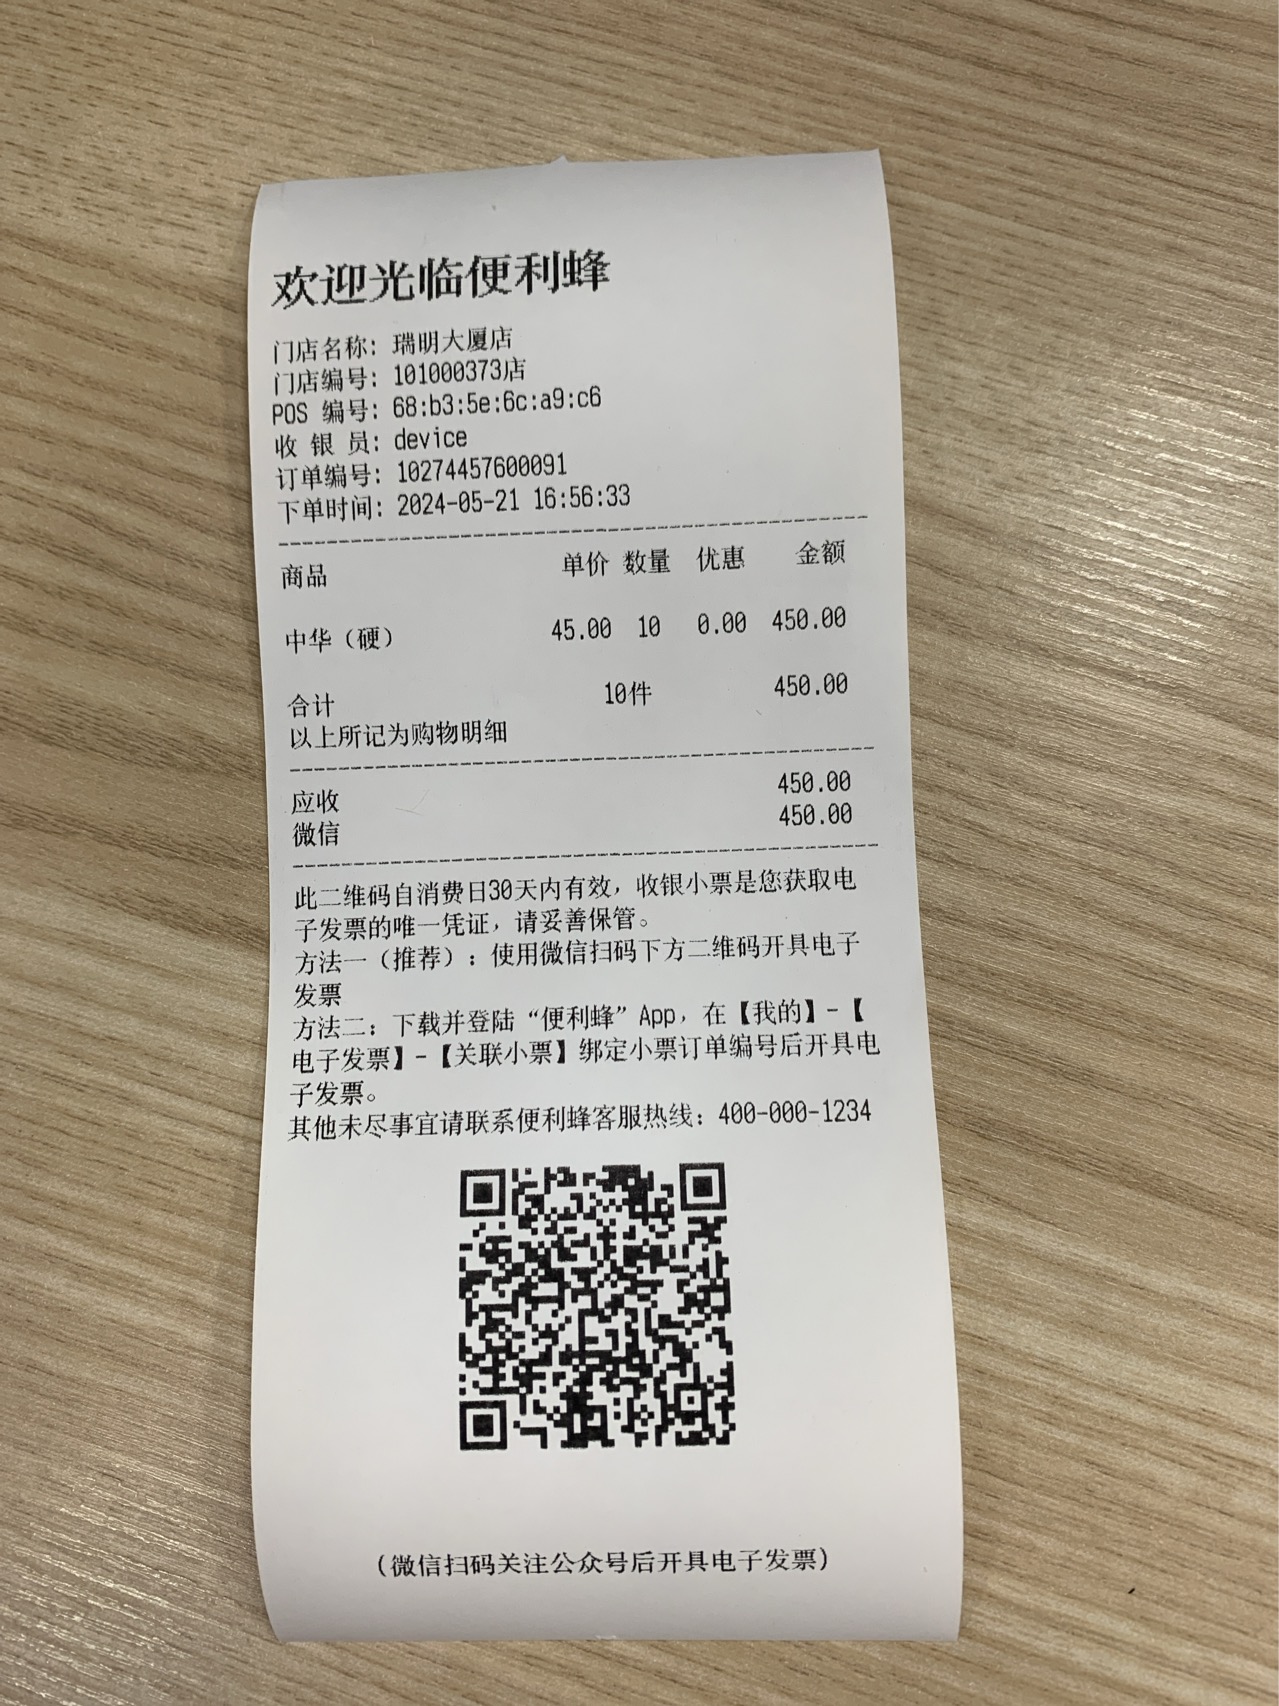 欢迎光临便利蜂
门店名称: 瑞明大厦店
门店编号: 101000373店
POS 编号: 68:b3:5e:6c:a9:c6
收 银 员: device
订单编号: 10274457600091
下单时间: 2024-05-21 16:56:33
商品 单价 数量 优惠 金额
中华（硬） 45.00 10 0.00 450.00
合计 10件 450.00
以上所记为购物明细
应收 450.00
微信 450.00
此二维码自消费日30天内有效，收银小票是您获取电
子发票的唯一凭证，请妥善保管。
方法一（推荐）：使用微信扫码下方二维码开具电子
发票
方法二：下载并登陆“便利蜂”App，在【我的】-【
电子发票】-【关联小票】绑定小票订单编号后开具电
子发票。
其他未尽事宜请联系便利蜂客服热线：400-000-1234
（微信扫码关注公众号后开具电子发票）